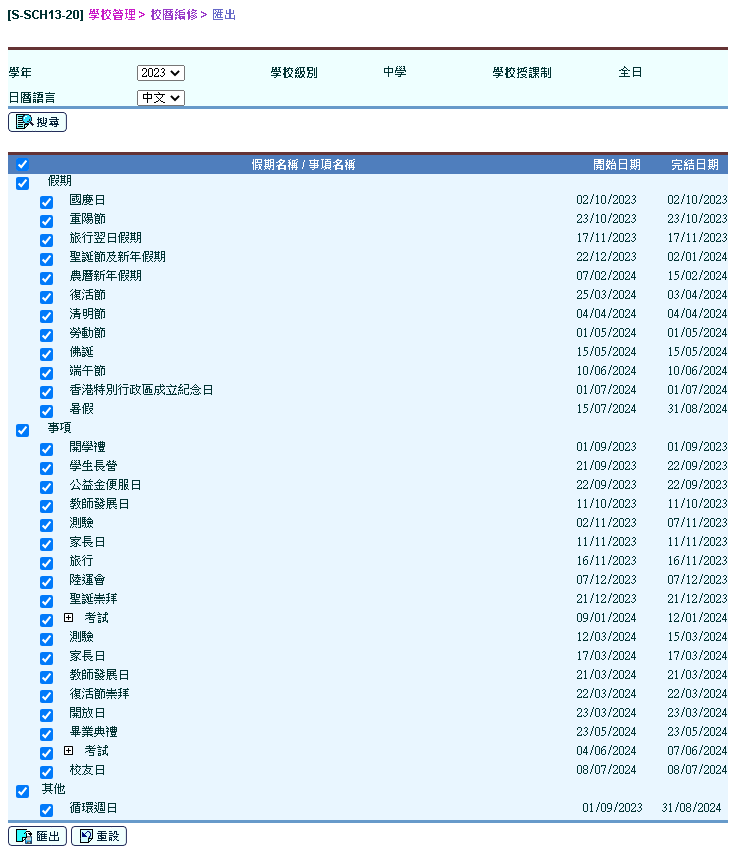 [S-SCH13-20] 學校管理 > 校曆編修 > 匯出
學年 2023 學校級別 中學 學校授課制 全日
日曆語言 中文
搜尋
假期名稱 / 事項名稱 開始日期 完結日期
假期
國慶日 02/10/2023 02/10/2023
重陽節 23/10/2023 23/10/2023
旅行翌日假期 17/11/2023 17/11/2023
聖誕節及新年假期 22/12/2023 02/01/2024
農曆新年假期 07/02/2024 15/02/2024
復活節 25/03/2024 03/04/2024
清明節 04/04/2024 04/04/2024
勞動節 01/05/2024 01/05/2024
佛誕 15/05/2024 15/05/2024
端午節 10/06/2024 10/06/2024
香港特別行政區成立紀念日 01/07/2024 01/07/2024
暑假 15/07/2024 31/08/2024
事項
開學禮 01/09/2023 01/09/2023
學生長營 21/09/2023 22/09/2023
公益金便服日 22/09/2023 22/09/2023
教師發展日 11/10/2023 11/10/2023
測驗 02/11/2023 07/11/2023
家長日 11/11/2023 11/11/2023
旅行 16/11/2023 16/11/2023
陸運會 07/12/2023 07/12/2023
聖誕崇拜 21/12/2023 21/12/2023
考試 09/01/2024 12/01/2024
測驗 12/03/2024 15/03/2024
家長日 17/03/2024 17/03/2024
教師發展日 21/03/2024 21/03/2024
復活節崇拜 22/03/2024 22/03/2024
開放日 23/03/2024 23/03/2024
畢業典禮 23/05/2024 23/05/2024
考試 04/06/2024 07/06/2024
校友日 08/07/2024 08/07/2024
其他
循環週日 01/09/2023 31/08/2024
匯出 重設